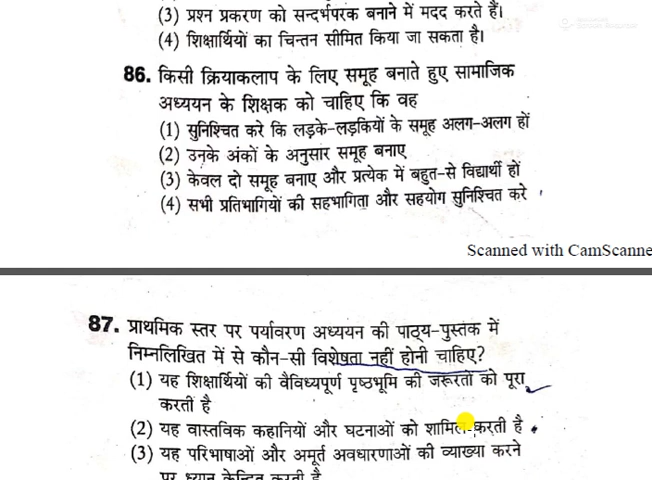 (3) प्रश्न प्रकरण को सन्दर्भपरक बनाने में मदद करते हैं।
(4) शिक्षार्थियों का चिन्तन सीमित किया जा सकता है।
86. किसी क्रियाकलाप के लिए समूह बनाते हुए सामाजिक
अध्ययन के शिक्षक को चाहिए कि वह
(1) सुनिश्चित करे कि लड़के-लड़कियों के समूह अलग-अलग हों
(2) उनके अंकों के अनुसार समूह बनाए
(3) केवल दो समूह बनाए और प्रत्येक में बहुत-से विद्यार्थी हों
(4) सभी प्रतिभागियों की सहभागिता और सहयोग सुनिश्चित करे
Scanned with CamScanne
87. प्राथमिक स्तर पर पर्यावरण अध्ययन की पाठ्य-पुस्तक में
निम्नलिखित में से कौन-सी विशेषता नहीं होनी चाहिए?
(1) यह शिक्षार्थियों की वैविध्यपूर्ण पृष्ठभूमि की जरूरतों को पूरा
करती है
(2) यह वास्तविक कहानियों और घटनाओं को शामिल करती है
(3) यह परिभाषाओं और अमूर्त अवधारणाओं की व्याख्या करने
पर ध्यान केन्द्रित करती है